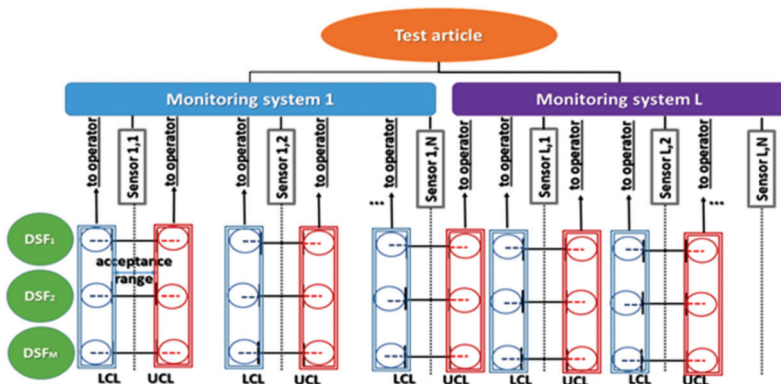 Test article
Monitoring system 1
Monitoring system L
to operator
Sensor 1,1
to operator
to operator
Sensor 1,2
to operator
to operator
Sensor 1,N
to operator
to operator
Sensor L,1
to operator
to operator
Sensor L,2
to operator
Sensor L,N
...
...
DSF1
acceptance
range
DSF2
DSFM
LCL UCL LCL UCL LCL UCL LCL UCL LCL UCL